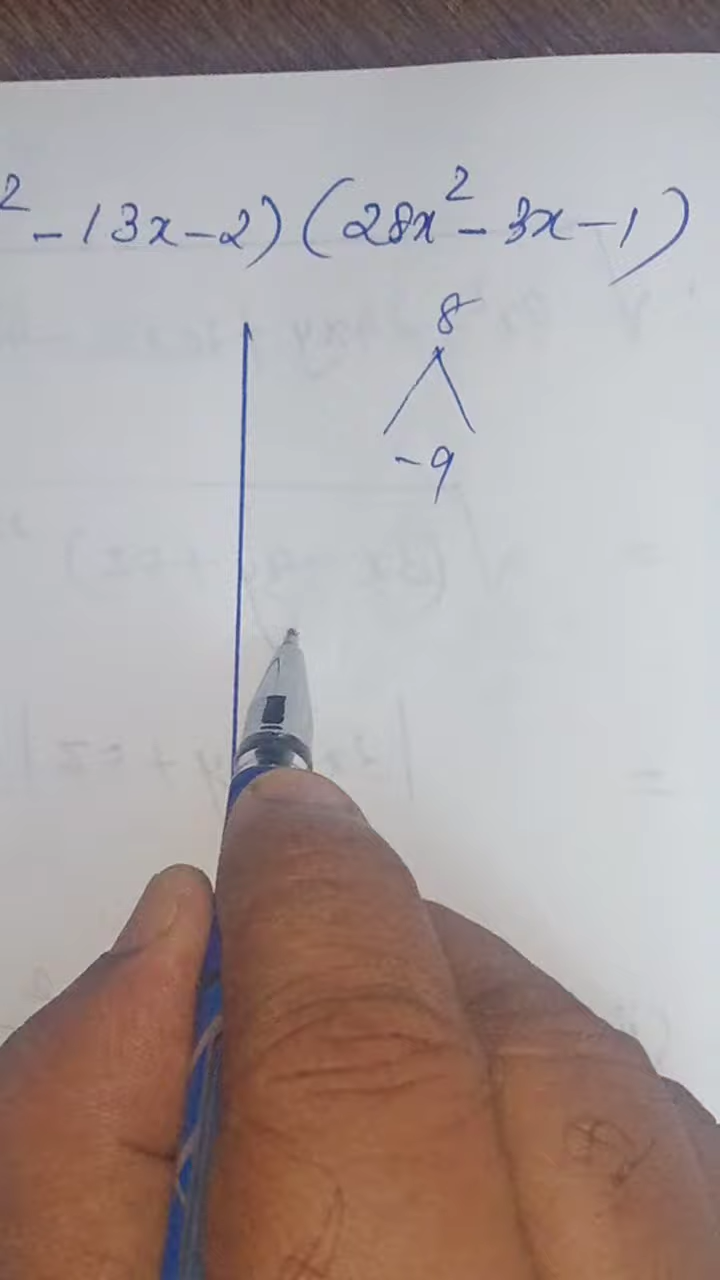 2 - 13x - 2) (28x² - 3x - 1)
8
-9